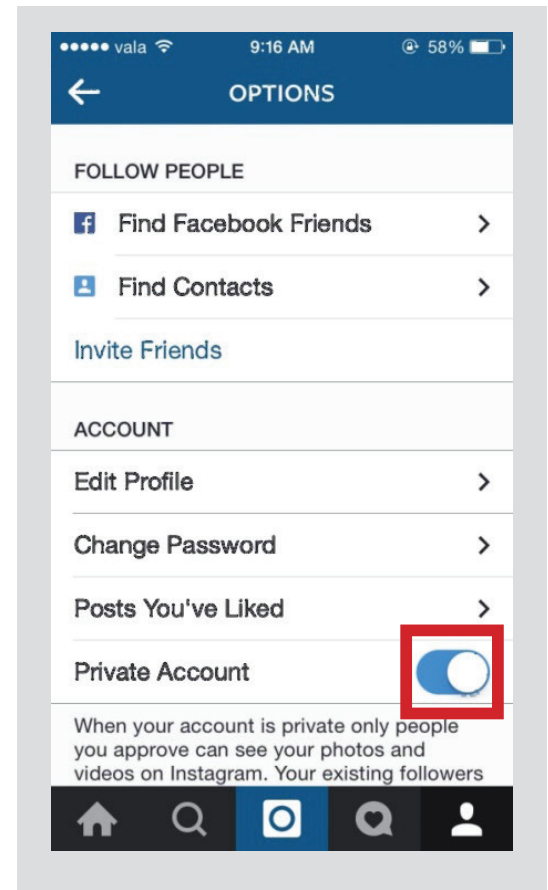 vala 9:16 AM 58%
OPTIONS
FOLLOW PEOPLE
Find Facebook Friends
Find Contacts
Invite Friends
ACCOUNT
Edit Profile
Change Password
Posts You've Liked
Private Account
When your account is private only people
you approve can see your photos and
videos on Instagram. Your existing followers